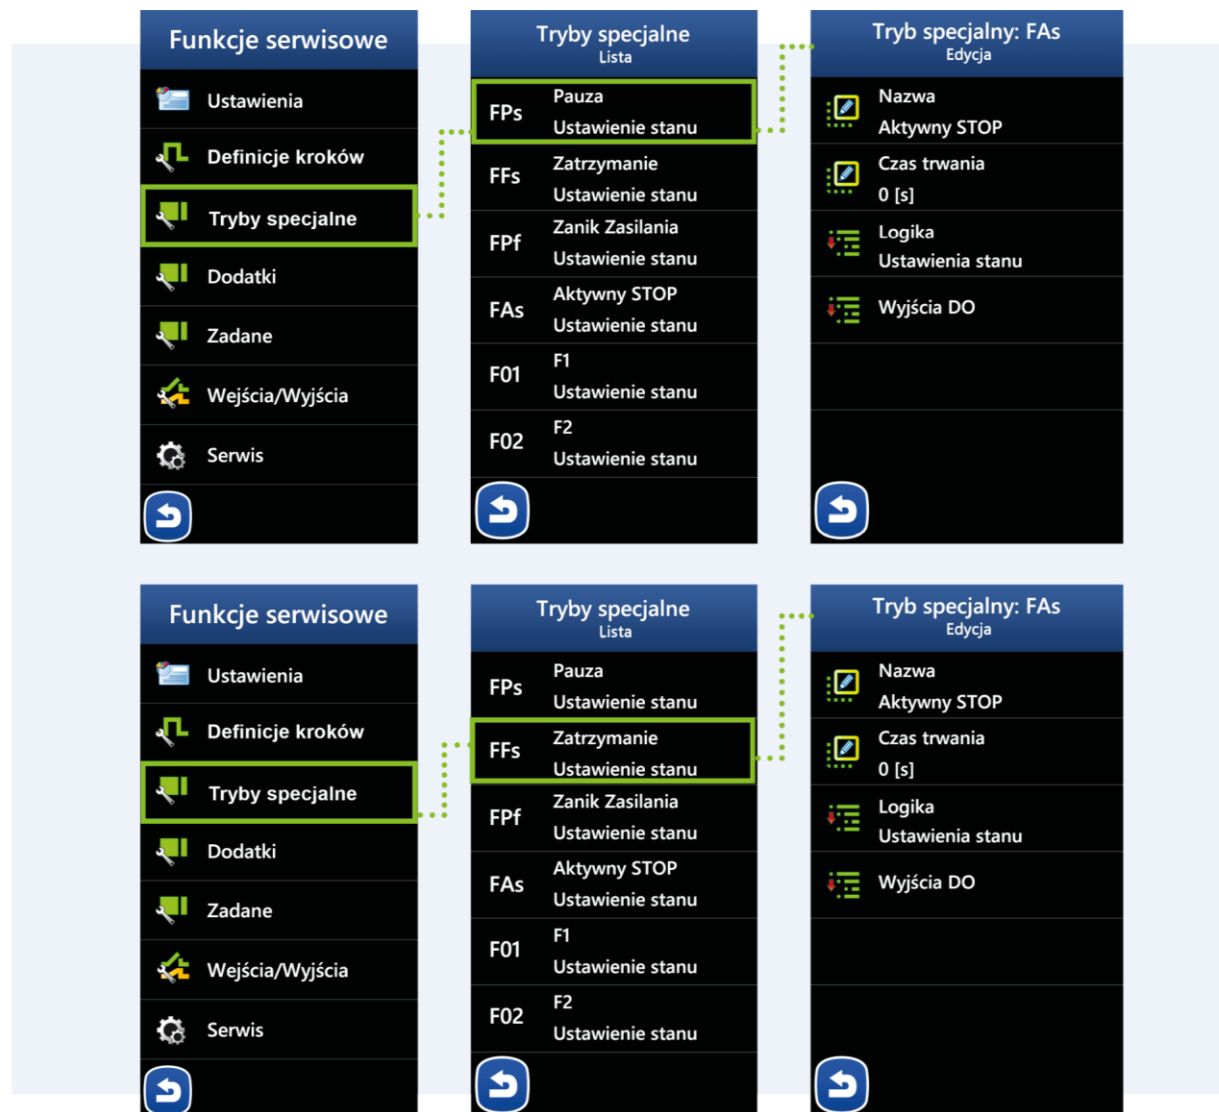 Funkcje serwisowe
Ustawienia
Definicje kroków
Tryby specjalne
Dodatki
Zadane
Wejścia/Wyjścia
Serwis
Tryby specjalne
Lista
FPs
Pauza
Ustawienie stanu
FFs
Zatrzymanie
Ustawienie stanu
FPf
Zanik Zasilania
Ustawienie stanu
FAs
Aktywny STOP
Ustawienie stanu
F01
F1
Ustawienie stanu
F02
F2
Ustawienie stanu
Tryb specjalny: FAs
Edycja
Nazwa
Aktywny STOP
Czas trwania
0 [s]
Logika
Ustawienia stanu
Wyjścia DO
Funkcje serwisowe
Ustawienia
Definicje kroków
Tryby specjalne
Dodatki
Zadane
Wejścia/Wyjścia
Serwis
Tryby specjalne
Lista
FPs
Pauza
Ustawienie stanu
FFs
Zatrzymanie
Ustawienie stanu
FPf
Zanik Zasilania
Ustawienie stanu
FAs
Aktywny STOP
Ustawienie stanu
F01
F1
Ustawienie stanu
F02
F2
Ustawienie stanu
Tryb specjalny: FAs
Edycja
Nazwa
Aktywny STOP
Czas trwania
0 [s]
Logika
Ustawienia stanu
Wyjścia DO